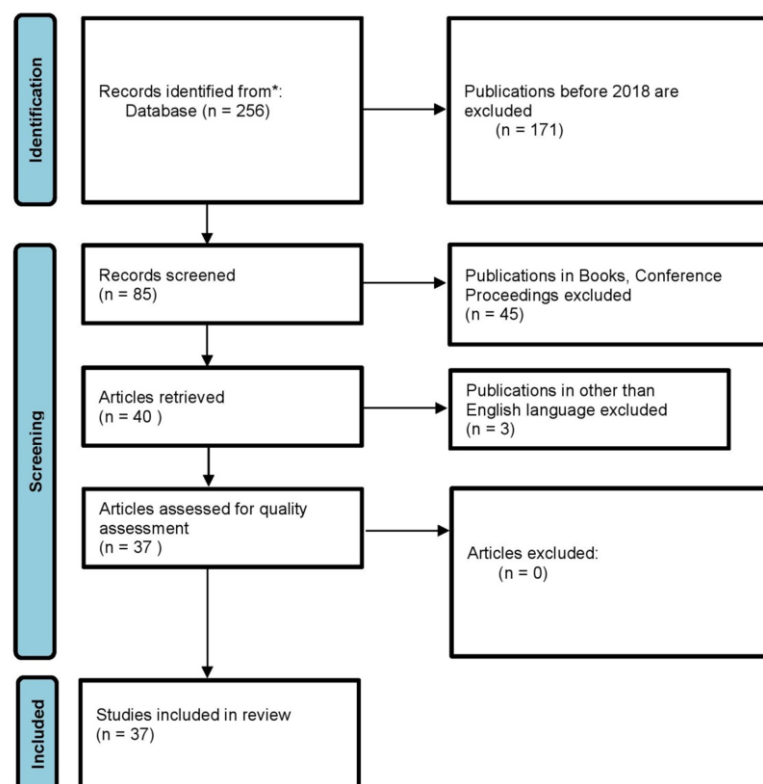 Identification
Records identified from*:
Database (n = 256)
Publications before 2018 are
excluded
(n = 171)
Screening
Records screened
(n = 85)
Publications in Books, Conference
Proceedings excluded
(n = 45)
Articles retrieved
(n = 40 )
Publications in other than
English language excluded
(n = 3)
Articles assessed for quality
assessment
(n = 37 )
Articles excluded:
(n = 0)
Included
Studies included in review
(n = 37)